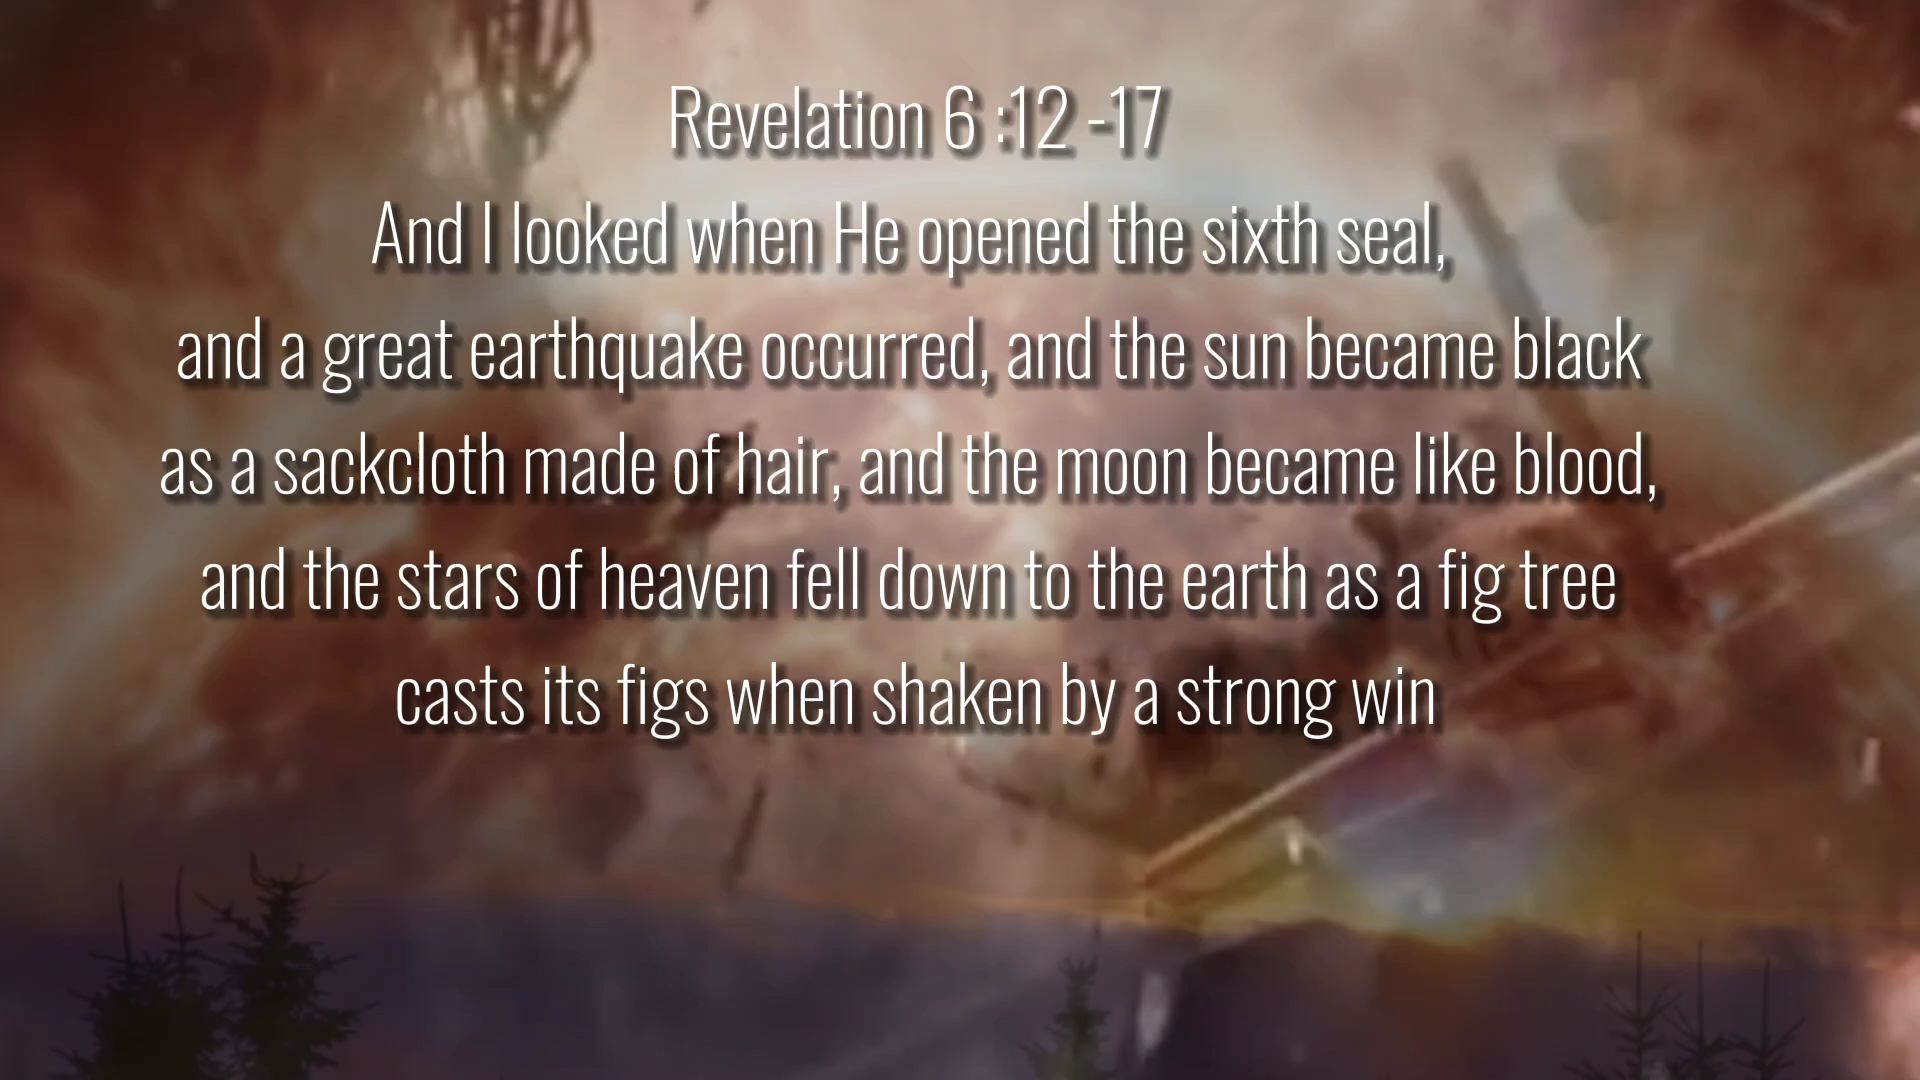 Revelation 6 :12 -17
And I looked when He opened the sixth seal,
and a great earthquake occurred, and the sun became black
as a sackcloth made of hair, and the moon became like blood,
and the stars of heaven fell down to the earth as a fig tree
casts its figs when shaken by a strong win